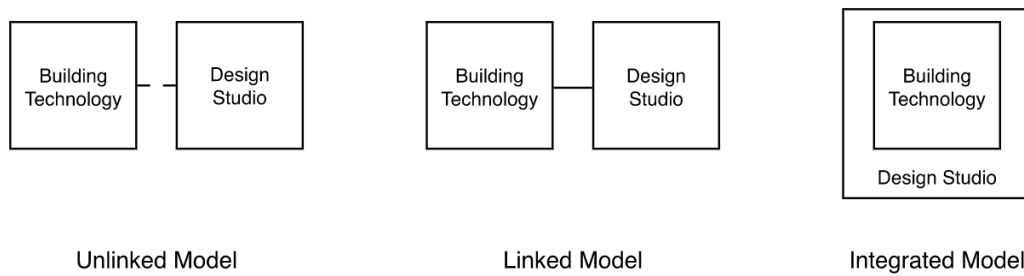 Building
Technology
Design
Studio
Building
Technology
Design
Studio
Building
Technology
Design Studio
Unlinked Model
Linked Model
Integrated Model